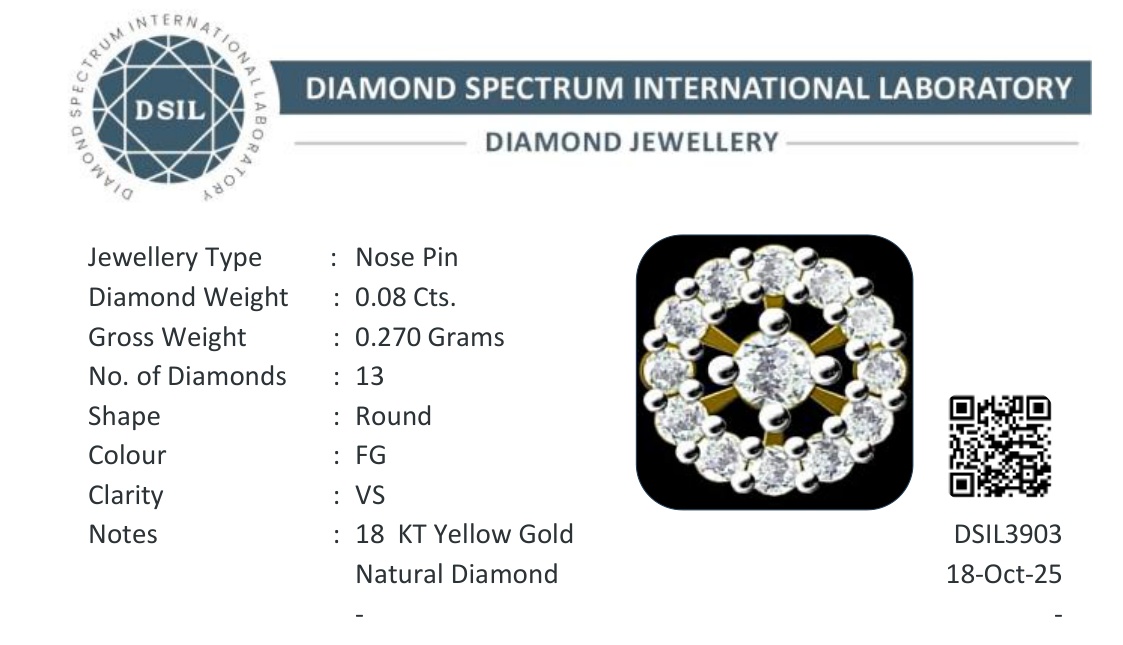 DIAMOND SPECTRUM INTERNATIONAL LABORATORY
DSIL
DIAMOND SPECTRUM INTERNATIONAL LABORATORY
DIAMOND JEWELLERY
Jewellery Type : Nose Pin
Diamond Weight : 0.08 Cts.
Gross Weight : 0.270 Grams
No. of Diamonds : 13
Shape : Round
Colour : FG
Clarity : VS
Notes : 18 KT Yellow Gold
DSIL3903
Natural Diamond
18-Oct-25
-
-